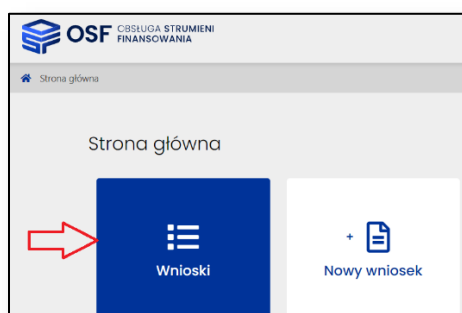 OSF OBSŁUGA STRUMIENI
FINANSOWANIA
Strona główna
Strona główna
Wnioski
+ Nowy wniosek